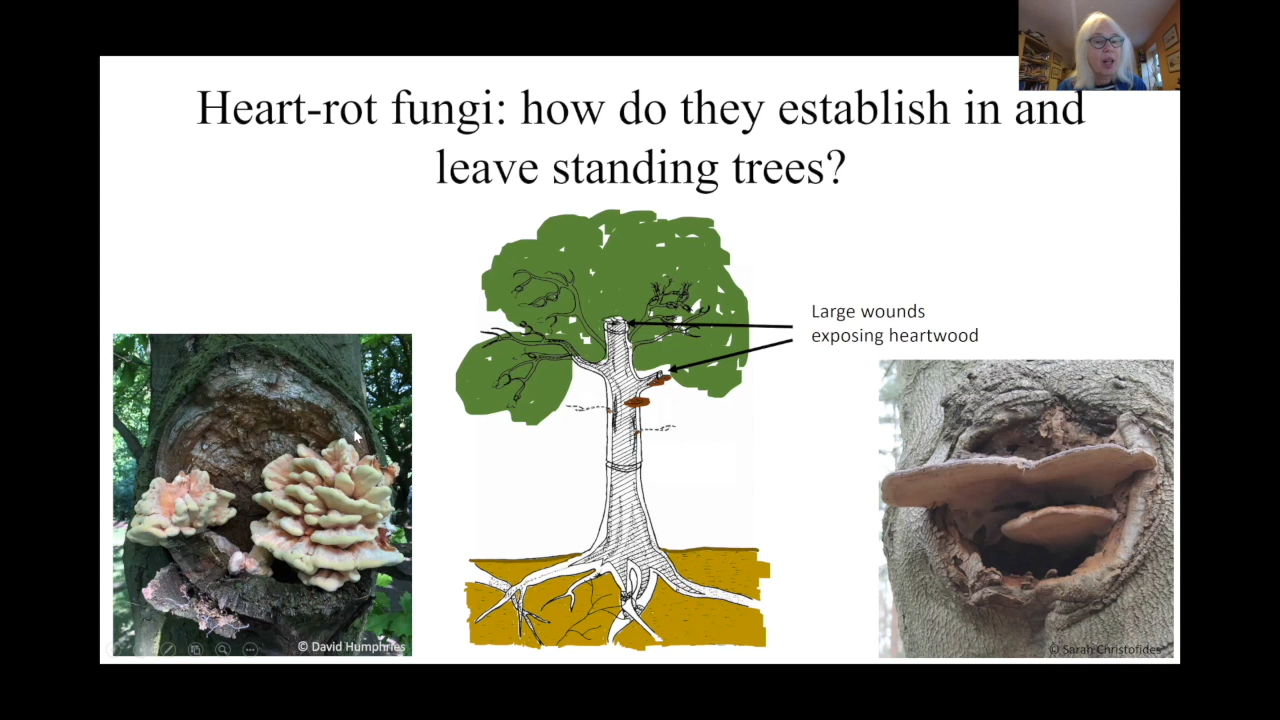 Heart-rot fungi: how do they establish in and
leave standing trees?
Large wounds
exposing heartwood
© David Humphries
© Sarah Christofides